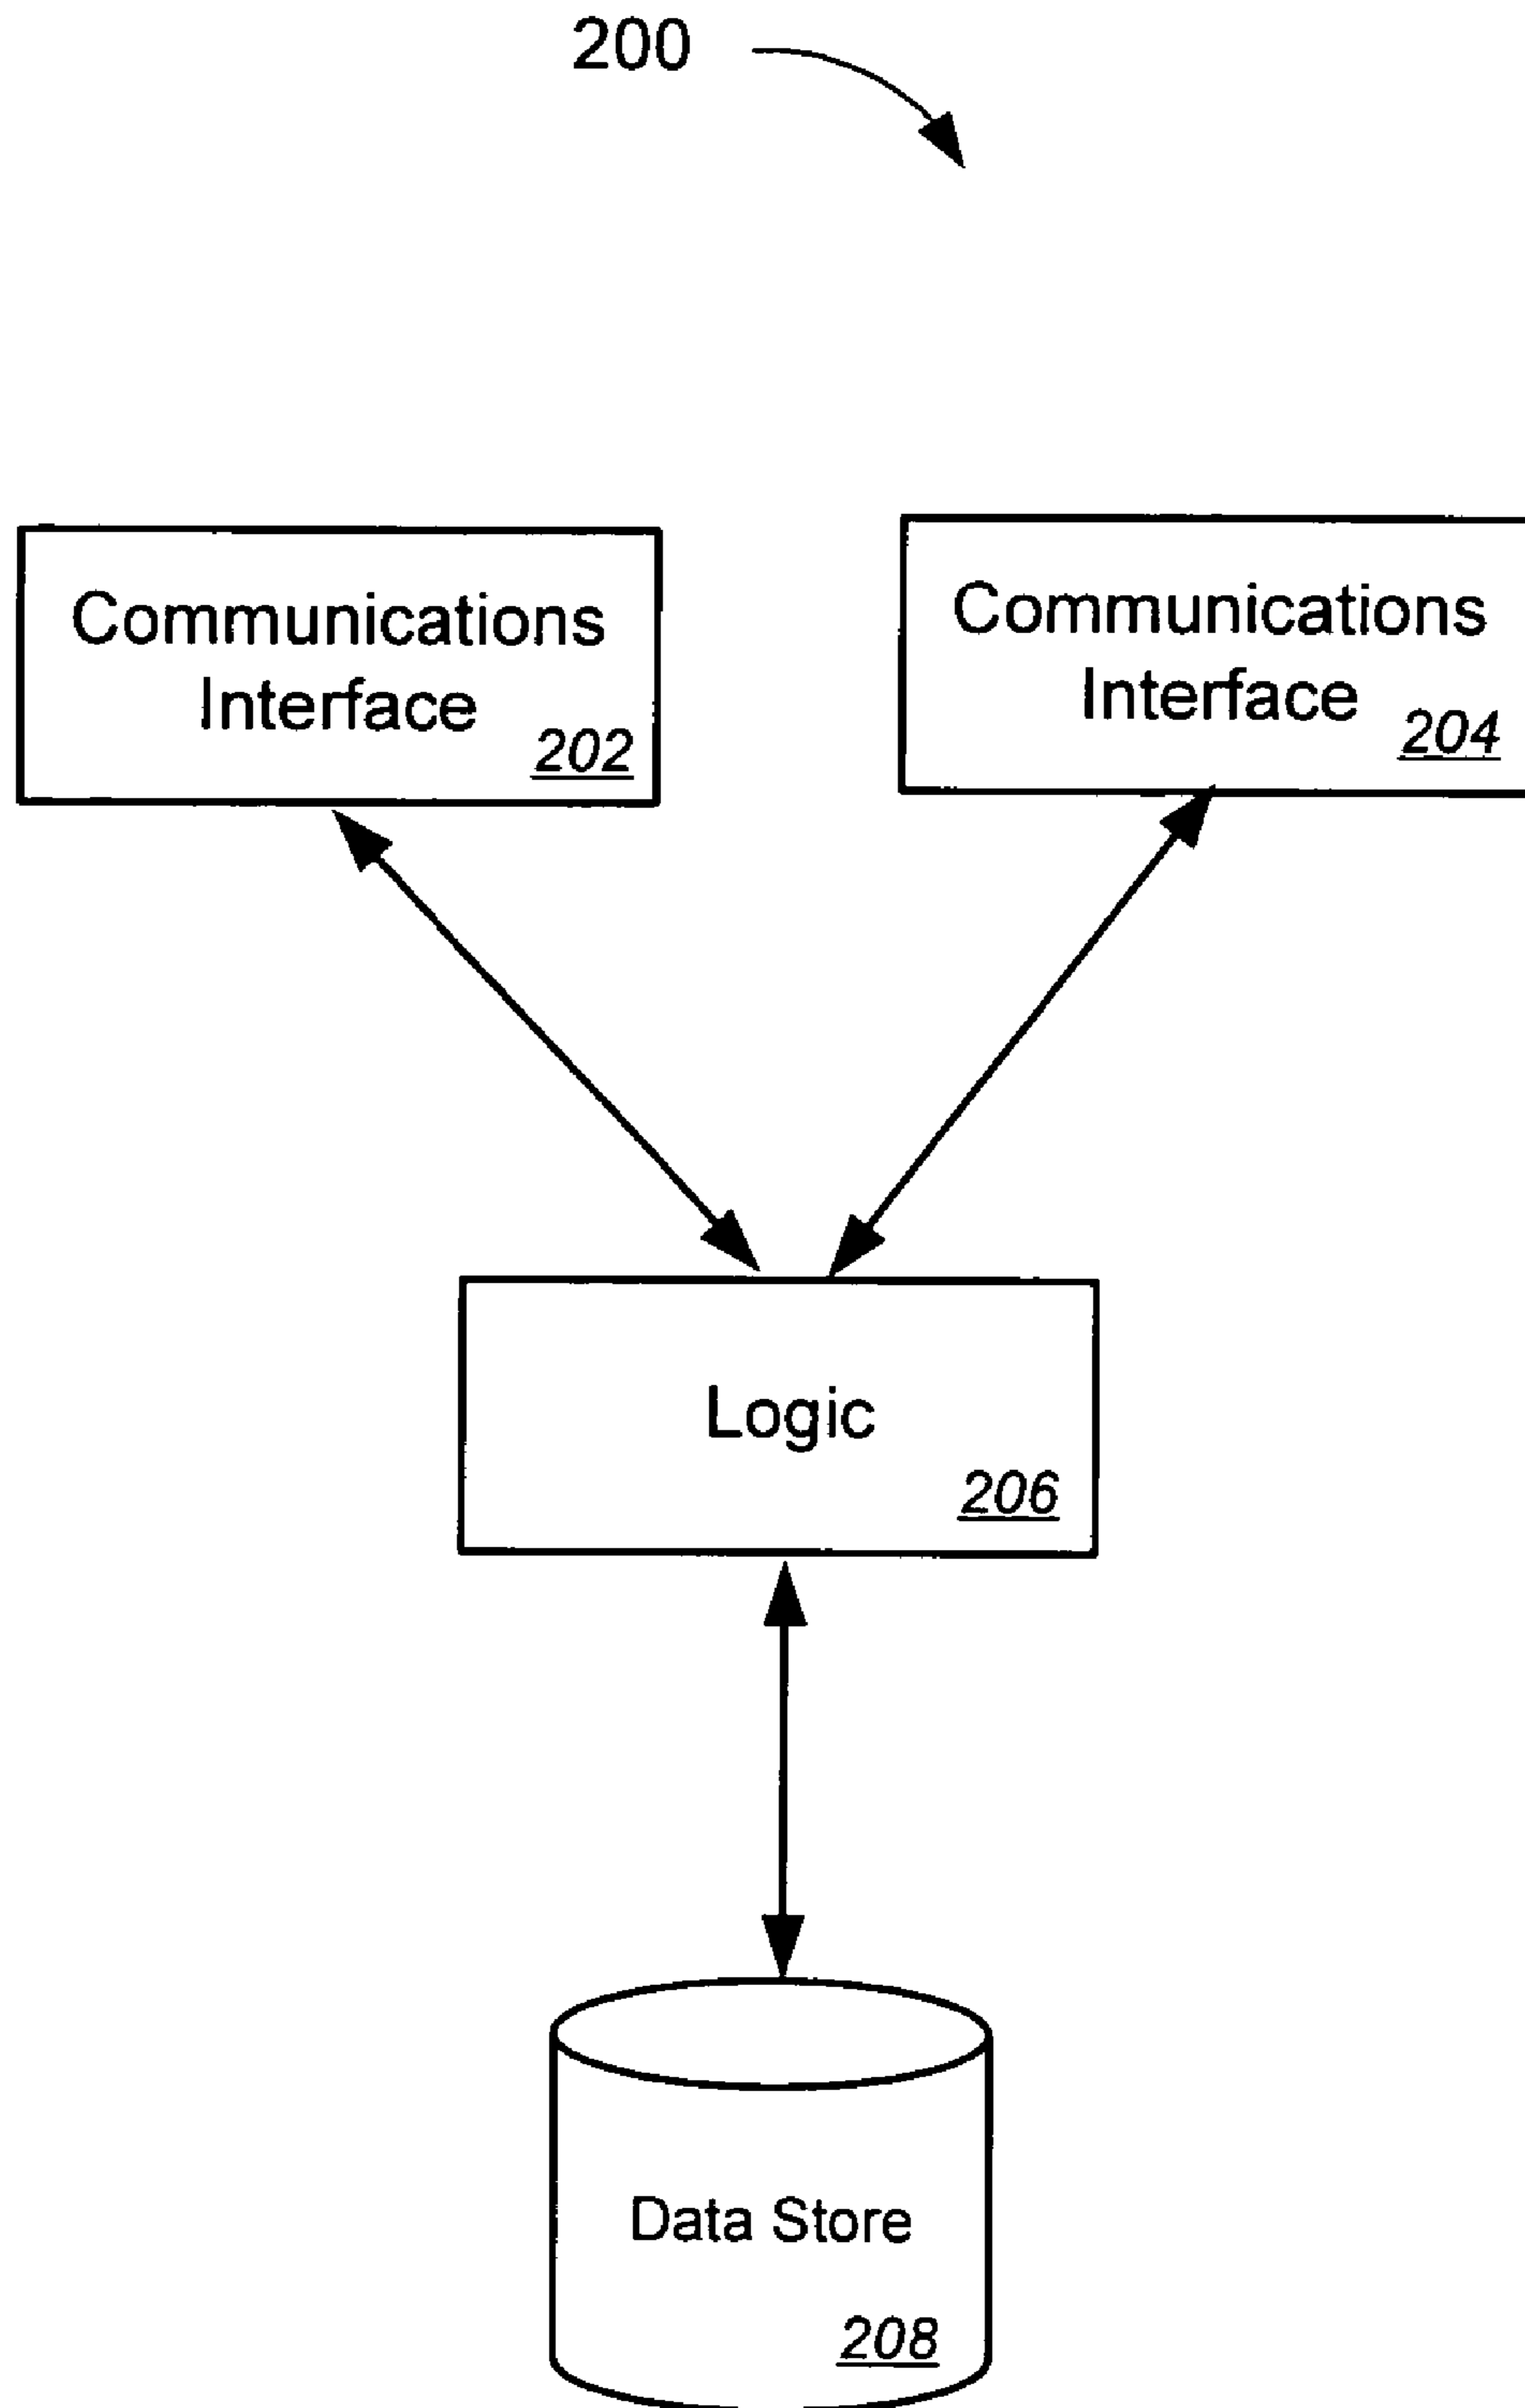 200
Communications
Interface
202
Communications
Interface
204
Logic
206
Data Store
208